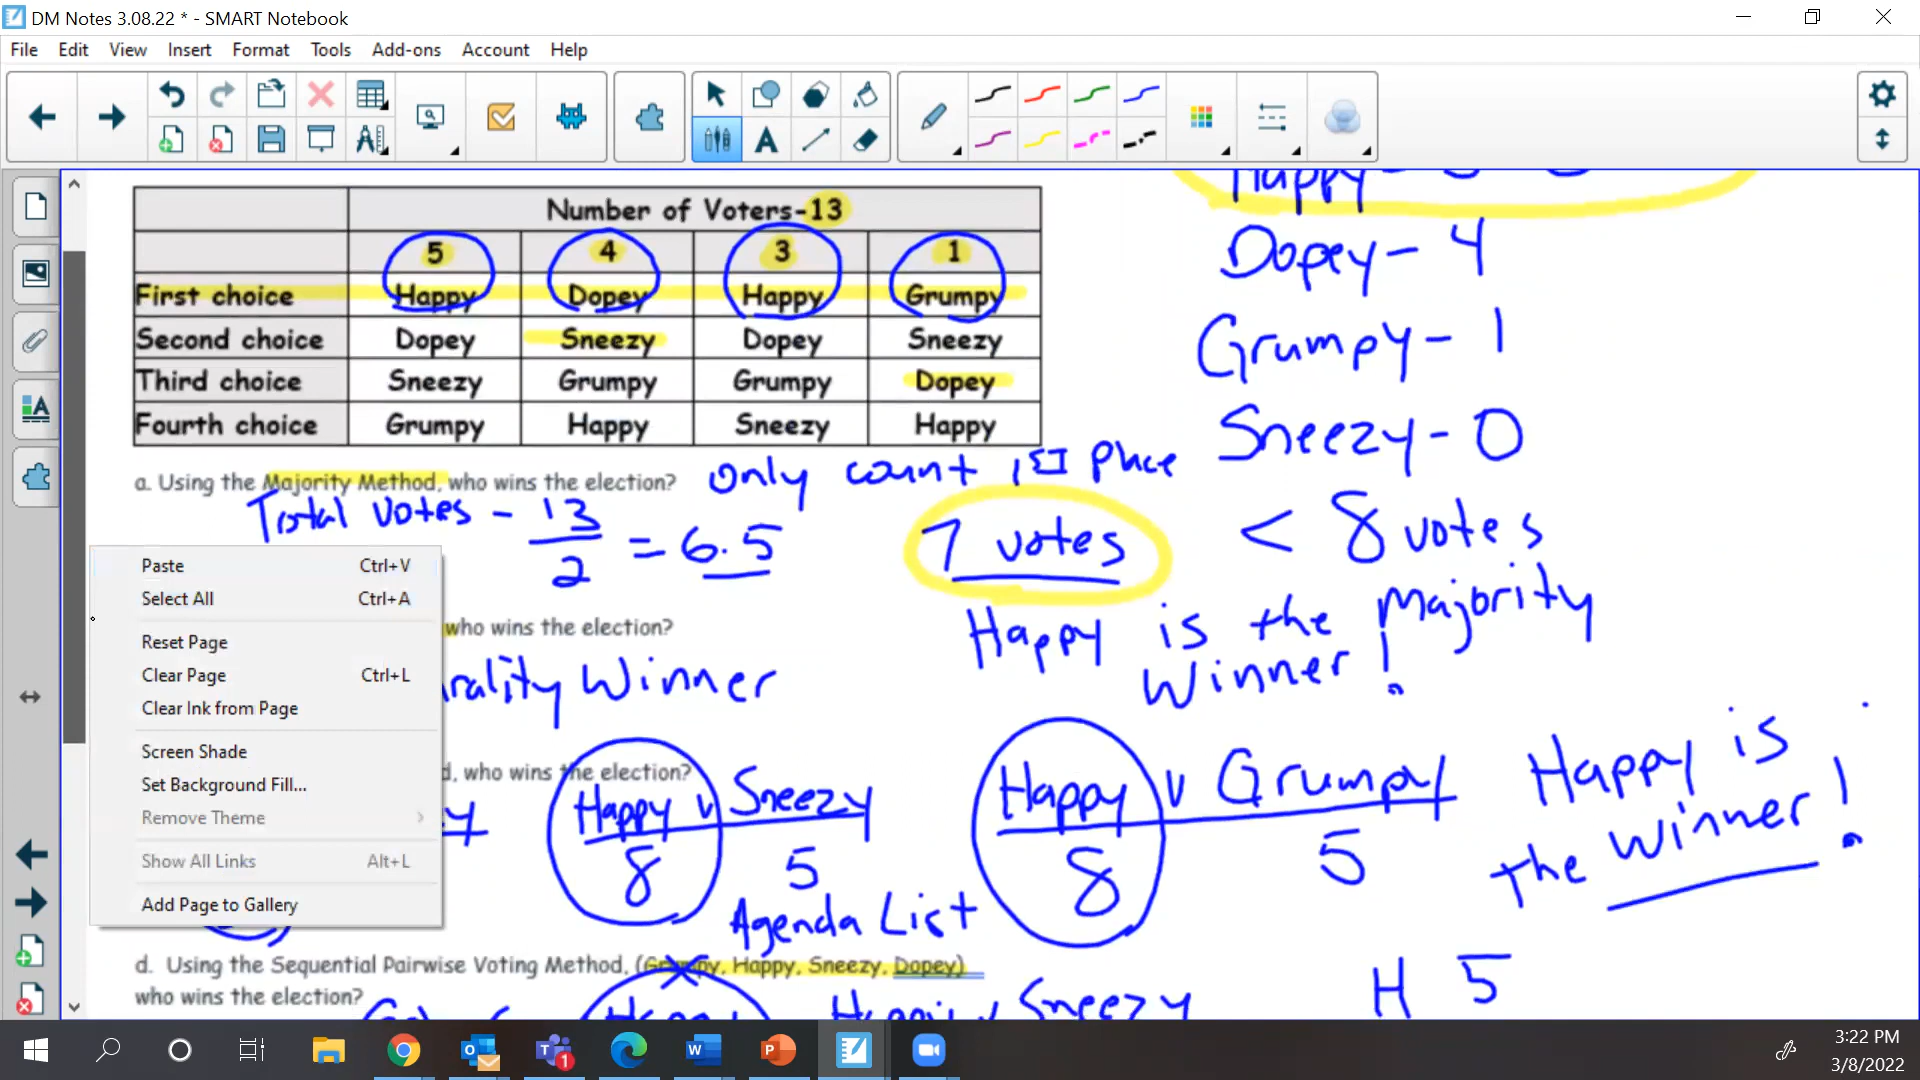 DM Notes 3.08.22 * - SMART Notebook
File Edit View Insert Format Tools Add-ons Account Help
Happy -
Number of Voters-13
5 4 3 1
First choice Happy Dopey Happy Grumpy
Second choice Dopey Sneezy Dopey Sneezy
Third choice Sneezy Grumpy Grumpy Dopey
Fourth choice Grumpy Happy Sneezy Happy
Dopey - 4
Grumpy - 1
Sneezy - 0
a. Using the Majority Method, who wins the election?
Only count 1st place
Total Votes - 13/2 = 6.5
7 votes < 8 votes
Happy is the Majority
Winner!
Paste Ctrl+V
Select All Ctrl+A
Reset Page
Clear Page Ctrl+L
Clear Ink from Page
Screen Shade
Set Background Fill...
Remove Theme
Show All Links Alt+L
Add Page to Gallery
who wins the election?
rality Winner
d, who wins the election?
Happy v Sneezy
8 5
Happy v Grumpy
8 5
Happy is
the winner!
Agenda List
d. Using the Sequential Pairwise Voting Method, (Grumpy, Happy, Sneezy, Dopey)
who wins the election?
Happy v Sneezy
H 5
3:22 PM
3/8/2022